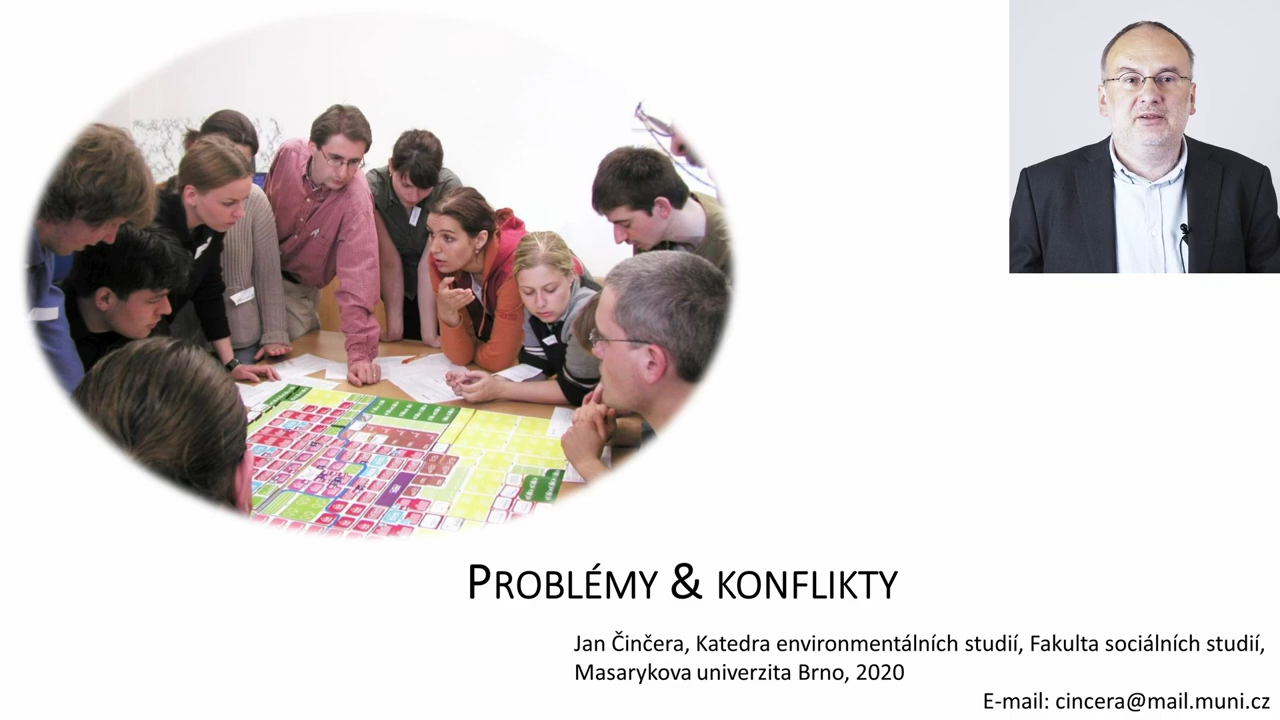 Problémy & konflikty
Jan Činčera, Katedra environmentálních studií, Fakulta sociálních studií,
Masarykova univerzita Brno, 2020
E-mail: cincera@mail.muni.cz